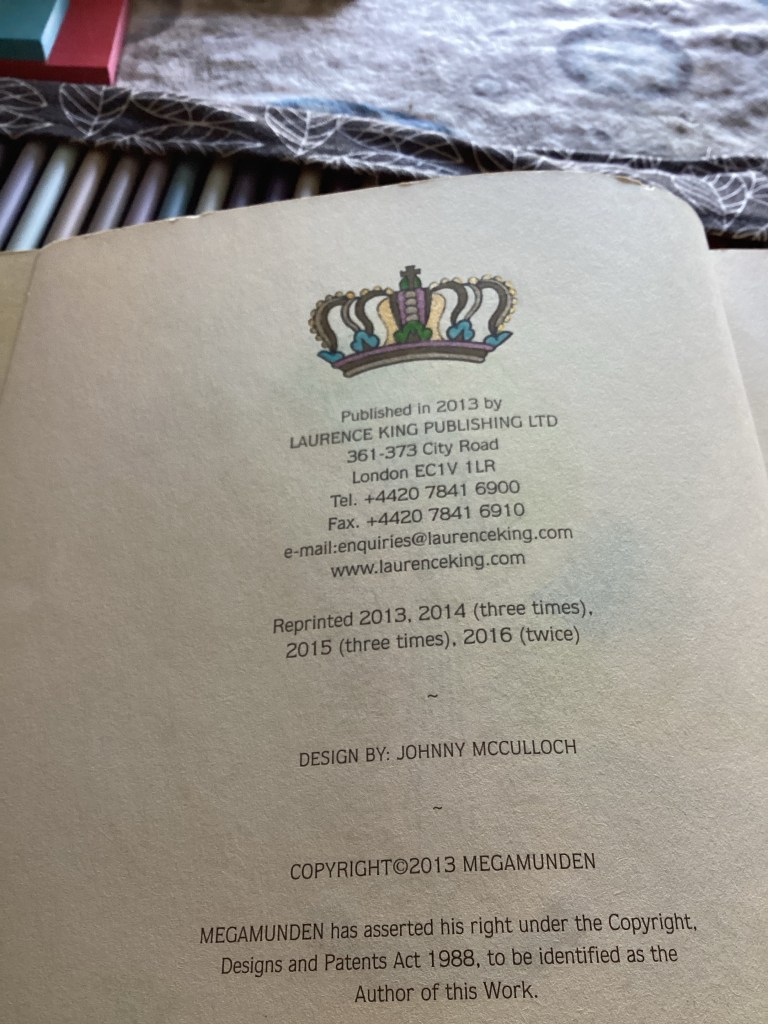 Published in 2013 by
LAURENCE KING PUBLISHING LTD
361-373 City Road
London EC1V 1LR
Tel. +4420 7841 6900
Fax. +4420 7841 6910
e-mail:enquiries@laurenceking.com
www.laurenceking.com
Reprinted 2013, 2014 (three times),
2015 (three times), 2016 (twice)
~
DESIGN BY: JOHNNY MCCULLOCH
~
COPYRIGHT©2013 MEGAMUNDEN
MEGAMUNDEN has asserted his right under the Copyright,
Designs and Patents Act 1988, to be identified as the
Author of this Work.